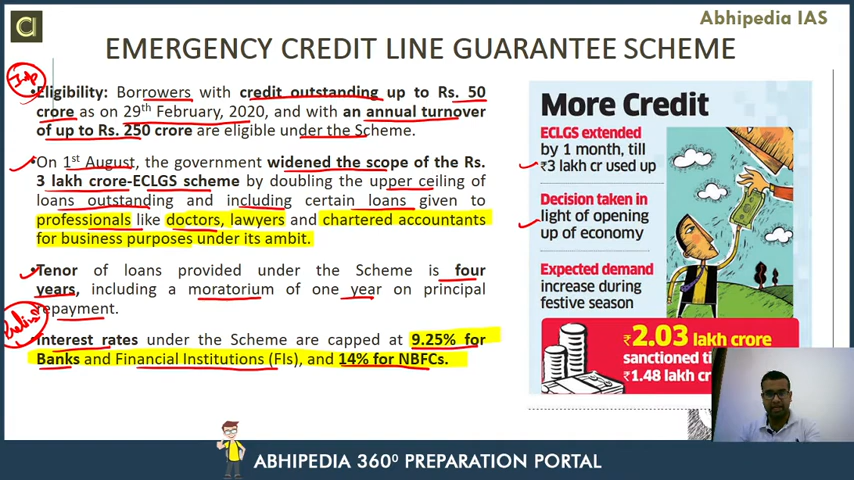 Abhipedia IAS
EMERGENCY CREDIT LINE GUARANTEE SCHEME
Imp
•Eligibility: Borrowers with credit outstanding up to Rs. 50
crore as on 29th February, 2020, and with an annual turnover
of up to Rs. 250 crore are eligible under the Scheme.
•On 1st August, the government widened the scope of the Rs.
3 lakh crore-ECLGS scheme by doubling the upper ceiling of
loans outstanding and including certain loans given to
professionals like doctors, lawyers and chartered accountants
for business purposes under its ambit.
•Tenor of loans provided under the Scheme is four
years, including a moratorium of one year on principal
repayment.
Prelims
•Interest rates under the Scheme are capped at 9.25% for
Banks and Financial Institutions (FIs), and 14% for NBFCs.
More Credit
ECLGS extended
by 1 month, till
₹3 lakh cr used up
Decision taken in
light of opening
up of economy
Expected demand
increase during
festive season
₹2.03 lakh crore
sanctioned ti
₹1.48 lakh cr
ABHIPEDIA 360⁰ PREPARATION PORTAL